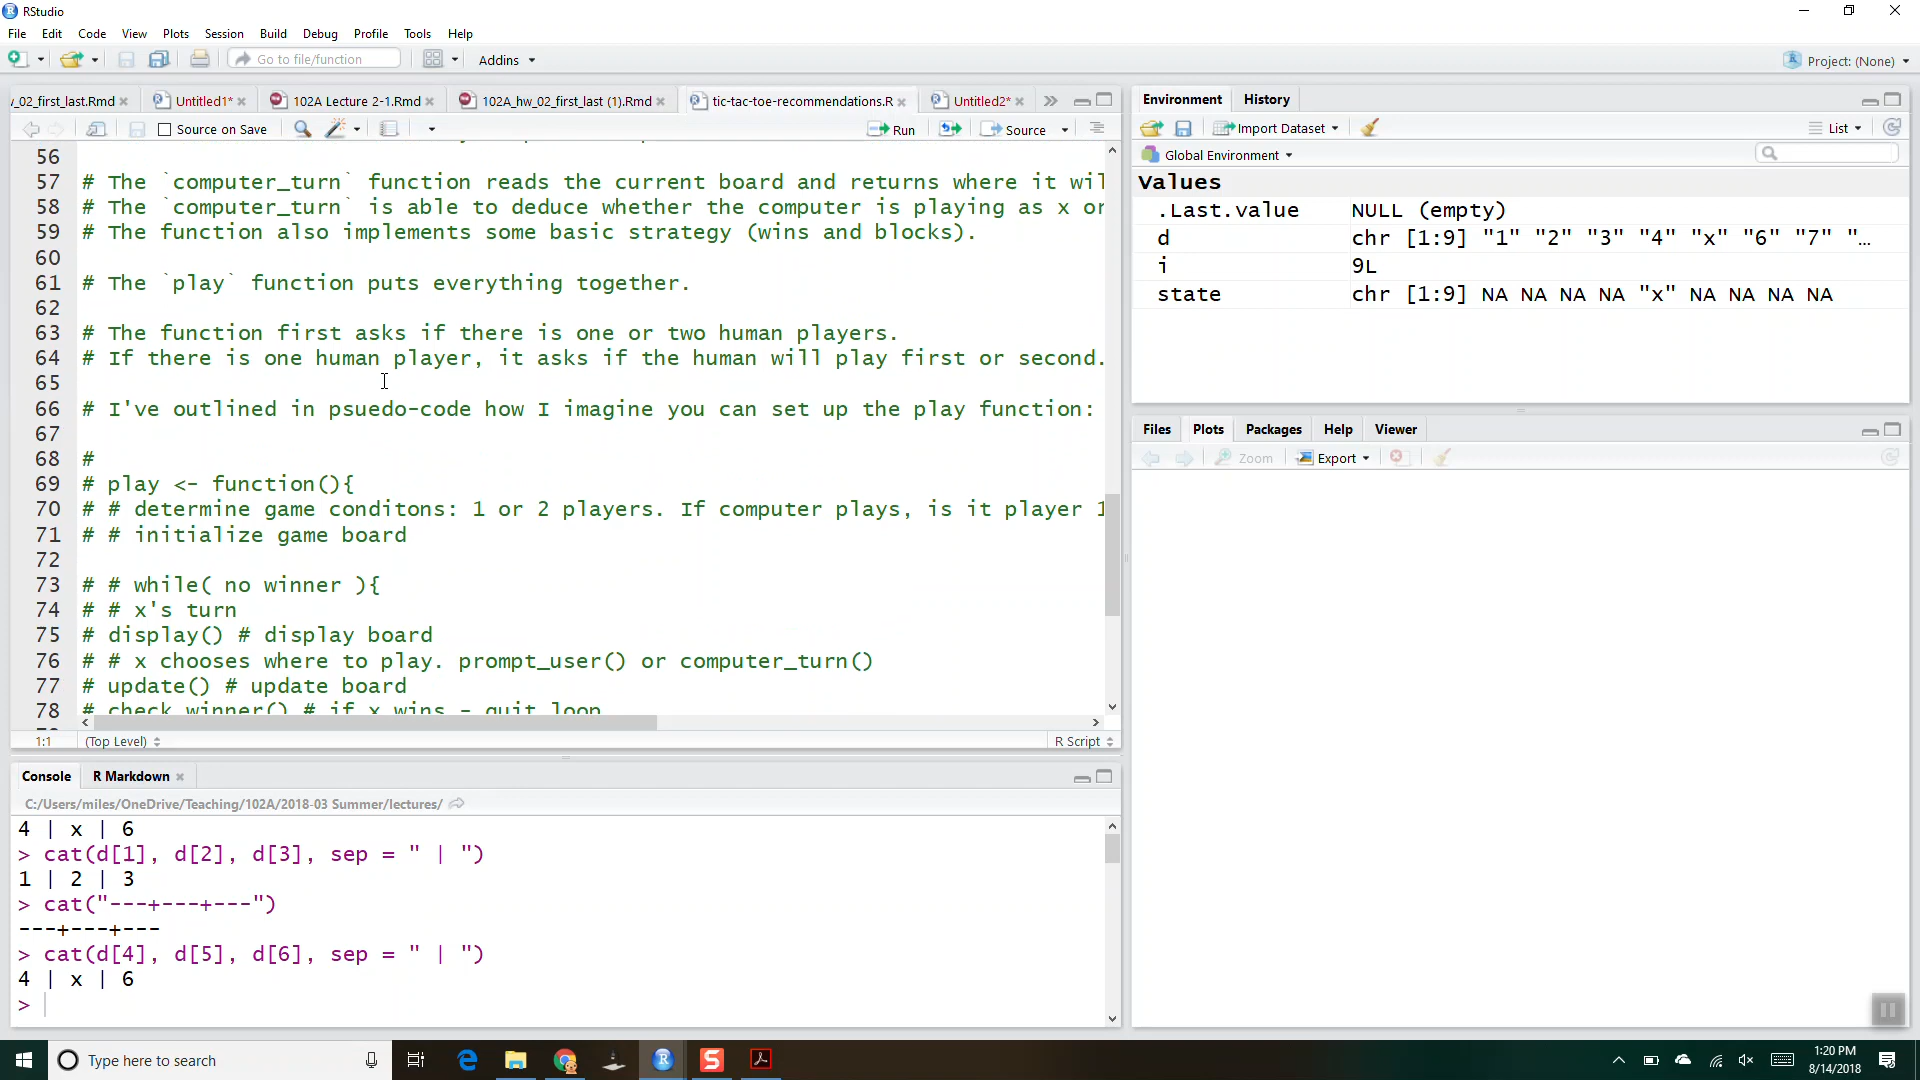 RStudio
File Edit Code View Plots Session Build Debug Profile Tools Help
Go to file/function Addins Project: (None)
/_02_first_last.Rmd Untitled1* 102A Lecture 2-1.Rmd 102A_hw_02_first_last (1).Rmd tic-tac-toe-recommendations.R Untitled2*
Source on Save Run Source
56
57 # The `computer_turn` function reads the current board and returns where it wil
58 # The `computer_turn` is able to deduce whether the computer is playing as x or
59 # The function also implements some basic strategy (wins and blocks).
60
61 # The `play` function puts everything together.
62
63 # The function first asks if there is one or two human players.
64 # If there is one human player, it asks if the human will play first or second.
65
66 # I've outlined in psuedo-code how I imagine you can set up the play function:
67
68 #
69 # play <- function(){
70 # # determine game conditons: 1 or 2 players. If computer plays, is it player 1
71 # # initialize game board
72
73 # # while( no winner ){
74 # # x's turn
75 # display() # display board
76 # # x chooses where to play. prompt_user() or computer_turn()
77 # update() # update board
78 # check_winner() # if x wins - quit loop
1:1 (Top Level) R Script
Console R Markdown
C:/Users/miles/OneDrive/Teaching/102A/2018-03 Summer/lectures/
4 | x | 6
> cat(d[1], d[2], d[3], sep = " | ")
1 | 2 | 3
> cat("---+---+---")
---+---+---
> cat(d[4], d[5], d[6], sep = " | ")
4 | x | 6
>
Environment History
Import Dataset List
Global Environment
Values
.Last.value NULL (empty)
d chr [1:9] "1" "2" "3" "4" "x" "6" "7" "…
i 9L
state chr [1:9] NA NA NA NA "x" NA NA NA NA
Files Plots Packages Help Viewer
Zoom Export
Type here to search
1:20 PM
8/14/2018